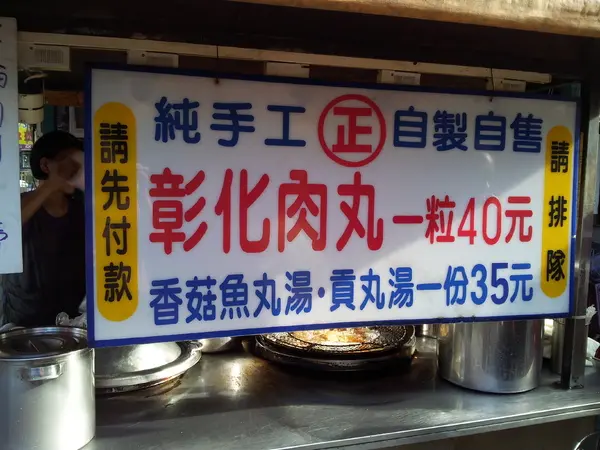 純手工 正 自製自售
請先付款
彰化肉丸一粒40元
請排隊
香菇魚丸湯·貢丸湯一份35元